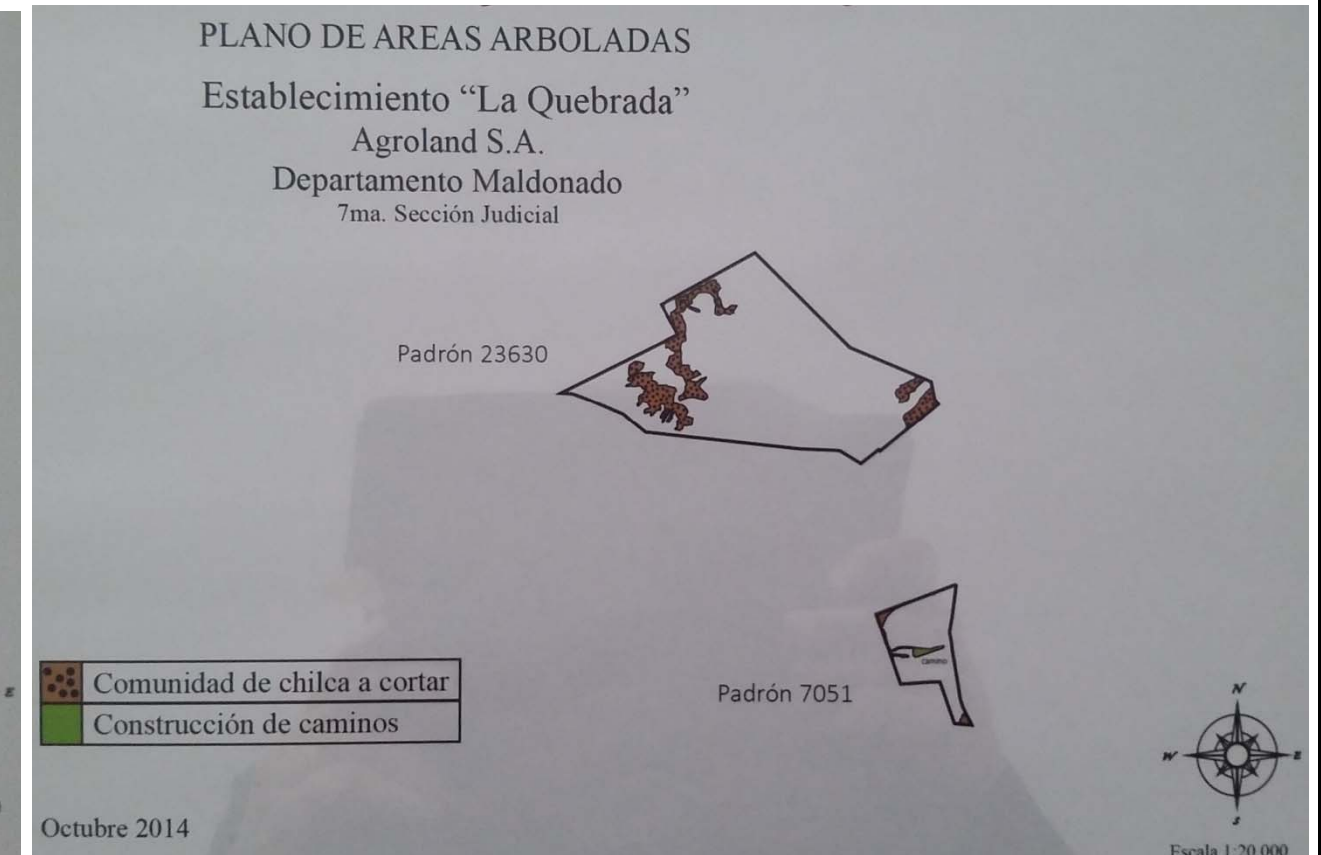 PLANO DE AREAS ARBOLADAS
Establecimiento “La Quebrada”
Agroland S.A.
Departamento Maldonado
7ma. Sección Judicial
Padrón 23630
camino
Padrón 7051
Comunidad de chilca a cortar
Construcción de caminos
E
N
W
E
S
Octubre 2014
Escala 1:20.000